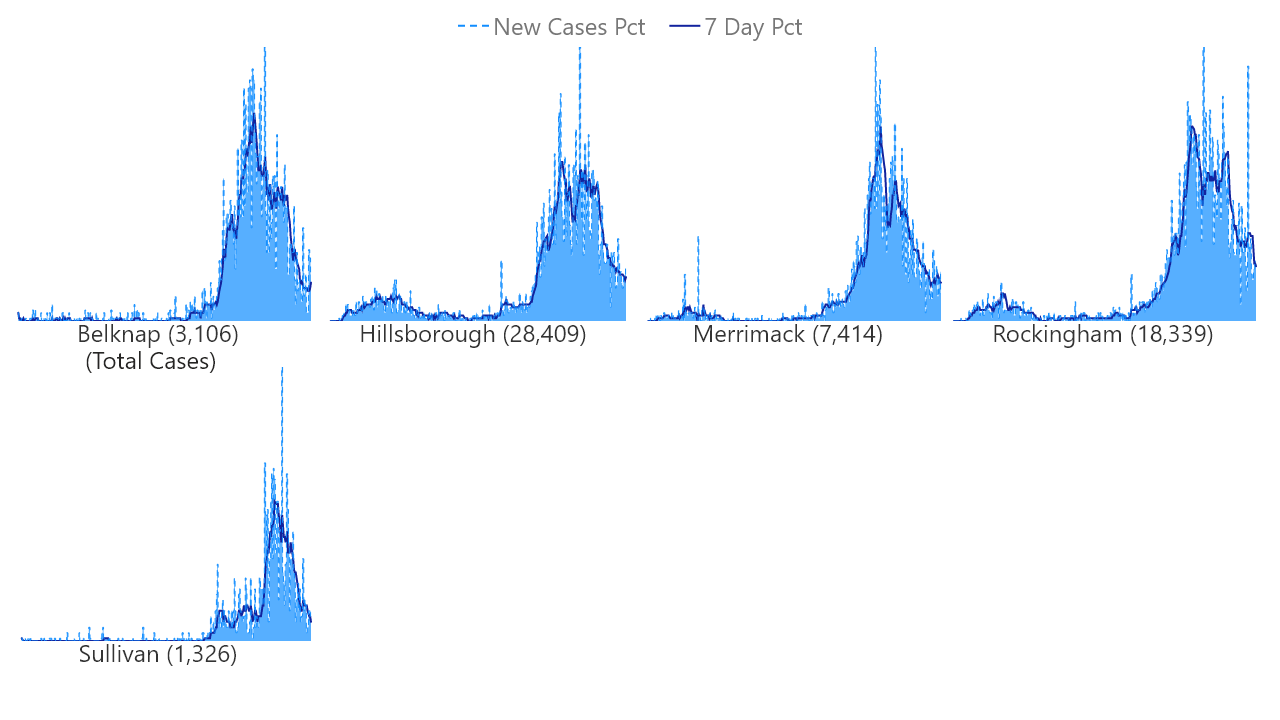 New Cases Pct 7 Day Pct
Belknap (3,106)
(Total Cases)
Hillsborough (28,409)
Merrimack (7,414)
Rockingham (18,339)
Sullivan (1,326)